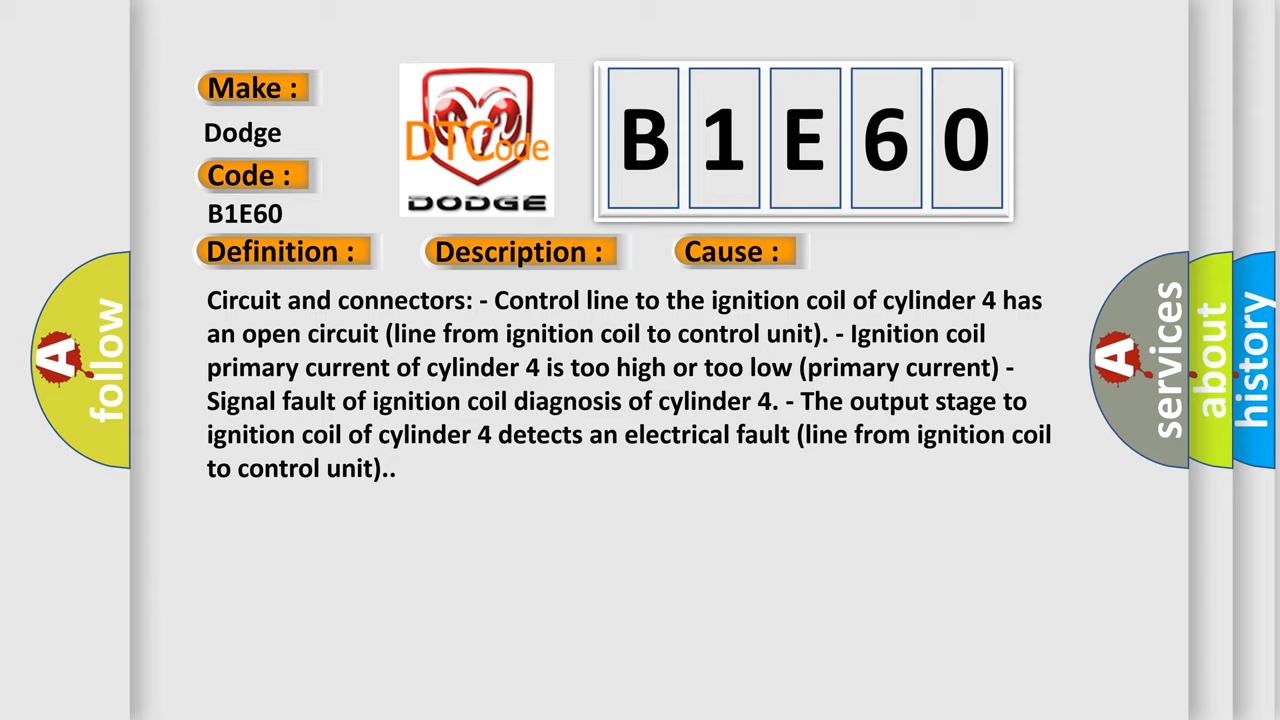 Make :
Dodge
Code :
B1E60
DTCode
DODGE
B 1 E 6 0
Definition :
Description :
Cause :
Circuit and connectors: - Control line to the ignition coil of cylinder 4 has
an open circuit (line from ignition coil to control unit). - Ignition coil
primary current of cylinder 4 is too high or too low (primary current) -
Signal fault of ignition coil diagnosis of cylinder 4. - The output stage to
ignition coil of cylinder 4 detects an electrical fault (line from ignition coil
to control unit)..
A follow
A services
about
history